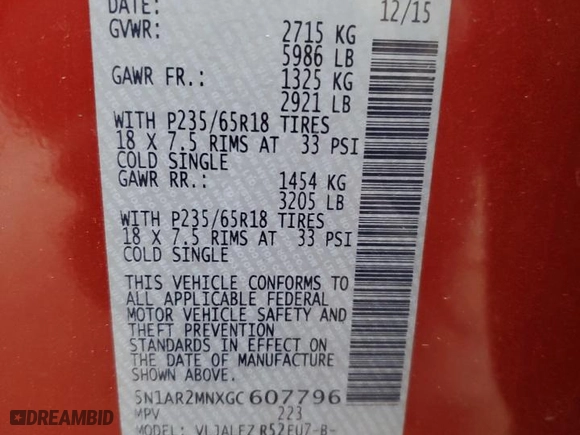 DATE: 12/15
GVWR: 2715 KG
5986 LB
GAWR FR.: 1325 KG
2921 LB
WITH P235/65R18 TIRES
18 X 7.5 RIMS AT 33 PSI
COLD SINGLE
GAWR RR.: 1454 KG
3205 LB
WITH P235/65R18 TIRES
18 X 7.5 RIMS AT 33 PSI
COLD SINGLE
THIS VEHICLE CONFORMS TO
ALL APPLICABLE FEDERAL
MOTOR VEHICLE SAFETY AND
THEFT PREVENTION
STANDARDS IN EFFECT ON
THE DATE OF MANUFACTURE
SHOWN ABOVE.
5N1AR2MNXGC607796
MPV 223
MODEL:
DREAMBID